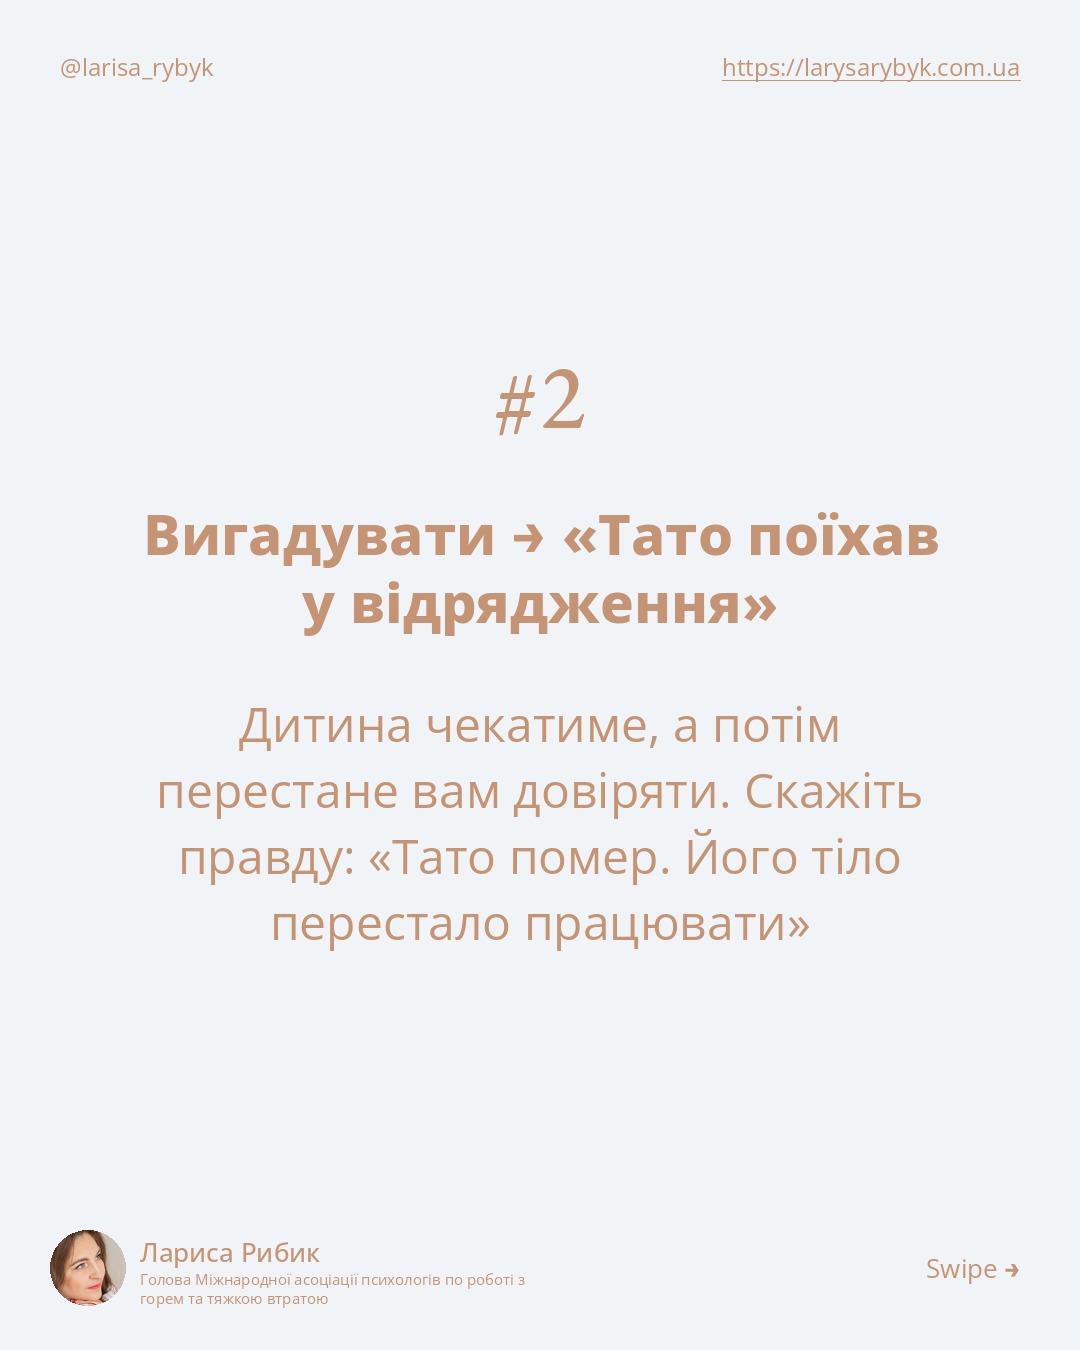 @larisa_rybyk
https://larysarybyk.com.ua
#2
Вигадувати → «Тато поїхав
у відрядження»
Дитина чекатиме, а потім
перестане вам довіряти. Скажіть
правду: «Тато помер. Його тіло
перестало працювати»
Лариса Рибик
Голова Міжнародної асоціації психологів по роботі з
горем та тяжкою втратою
Swipe →